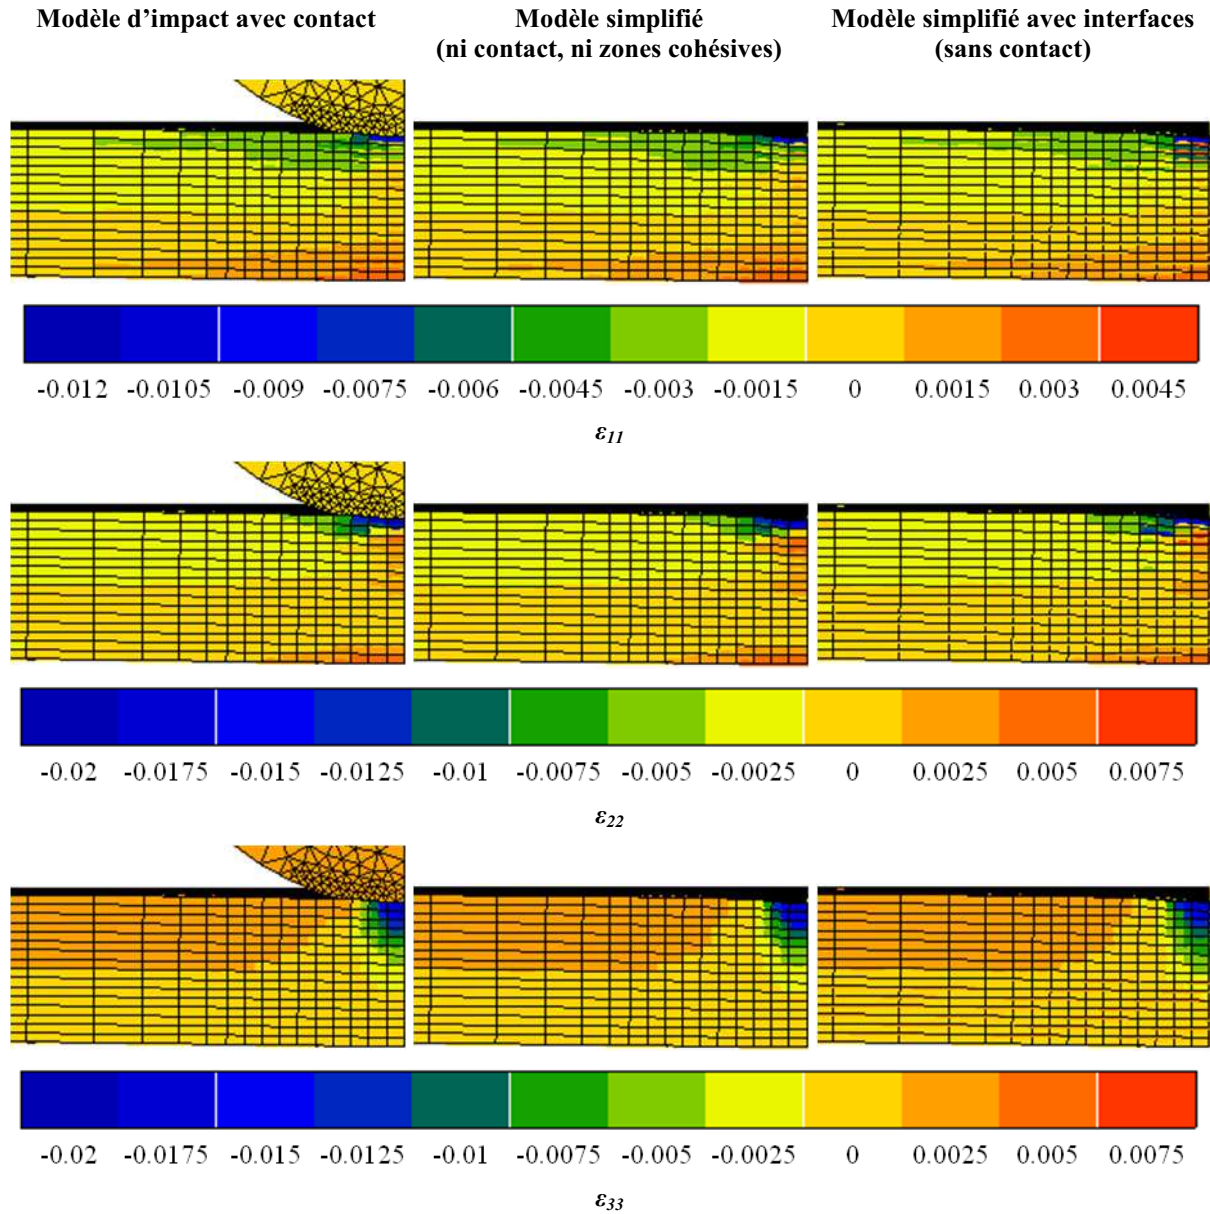 Modèle d'impact avec contact
Modèle simplifié
(ni contact, ni zones cohésives)
Modèle simplifié avec interfaces
(sans contact)
-0.012 -0.0105 -0.009 -0.0075 -0.006 -0.0045 -0.003 -0.0015 0 0.0015 0.003 0.0045
ε11
-0.02 -0.0175 -0.015 -0.0125 -0.01 -0.0075 -0.005 -0.0025 0 0.0025 0.005 0.0075
ε22
-0.02 -0.0175 -0.015 -0.0125 -0.01 -0.0075 -0.005 -0.0025 0 0.0025 0.005 0.0075
ε33